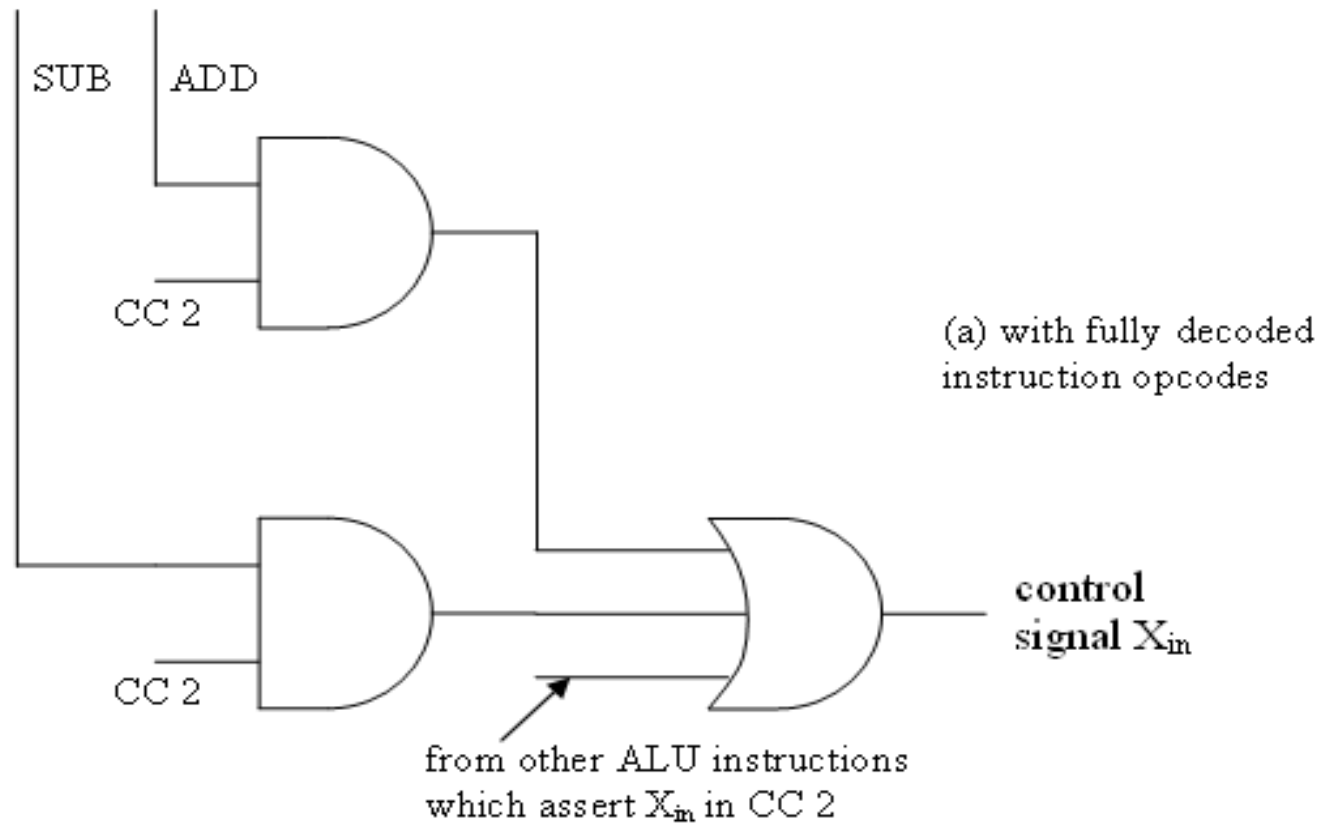 SUB
ADD
CC 2
(a) with fully decoded
instruction opcodes
control
signal Xin
CC 2
from other ALU instructions
which assert Xin in CC 2